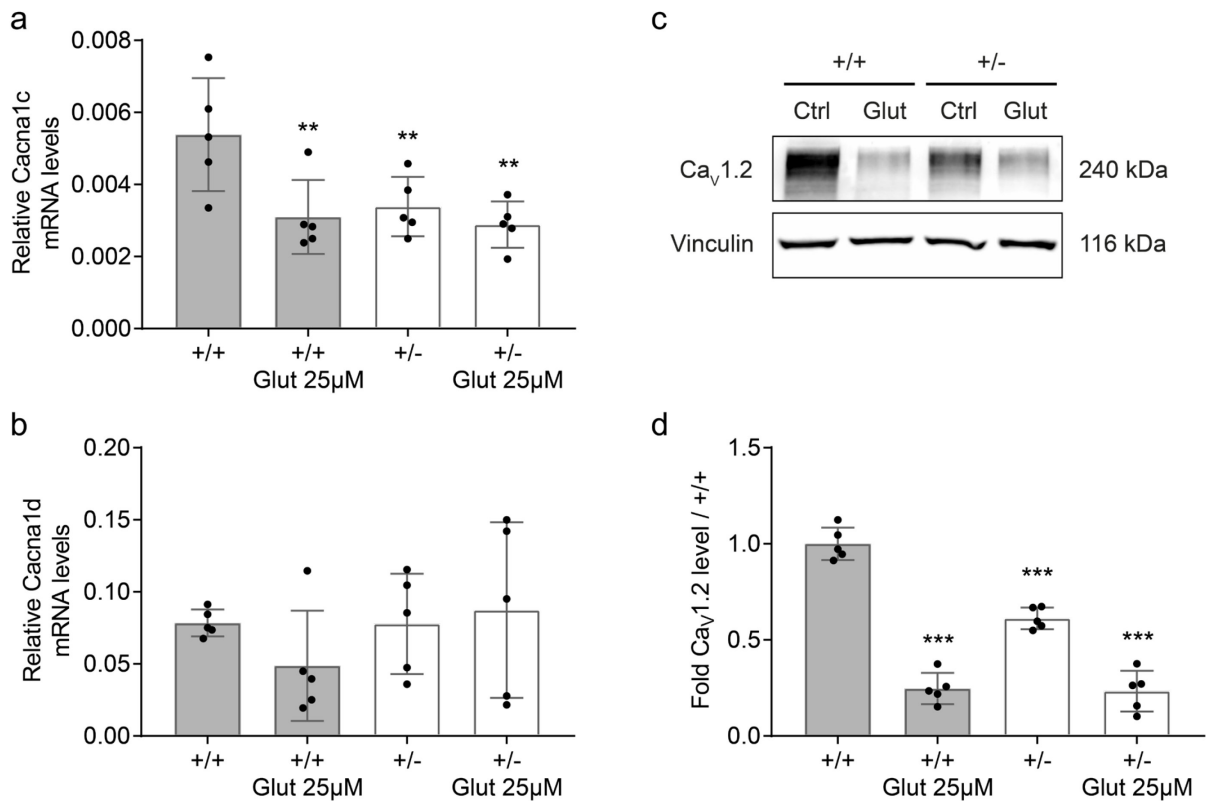 a
Relative Cacna1c
mRNA levels
0.008
0.006
0.004
0.002
0.000
**
**
**
+/+
+/+
Glut 25µM
+/-
+/-
Glut 25µM
b
Relative Cacna1d
mRNA levels
0.20
0.15
0.10
0.05
0.00
+/+
+/+
Glut 25µM
+/-
+/-
Glut 25µM
c
+/+ +/-
Ctrl Glut Ctrl Glut
CaV1.2 240 kDa
Vinculin 116 kDa
d
Fold CaV1.2 level / +/+
1.5
1.0
0.5
0.0
***
***
***
+/+
+/+
Glut 25µM
+/-
+/-
Glut 25µM